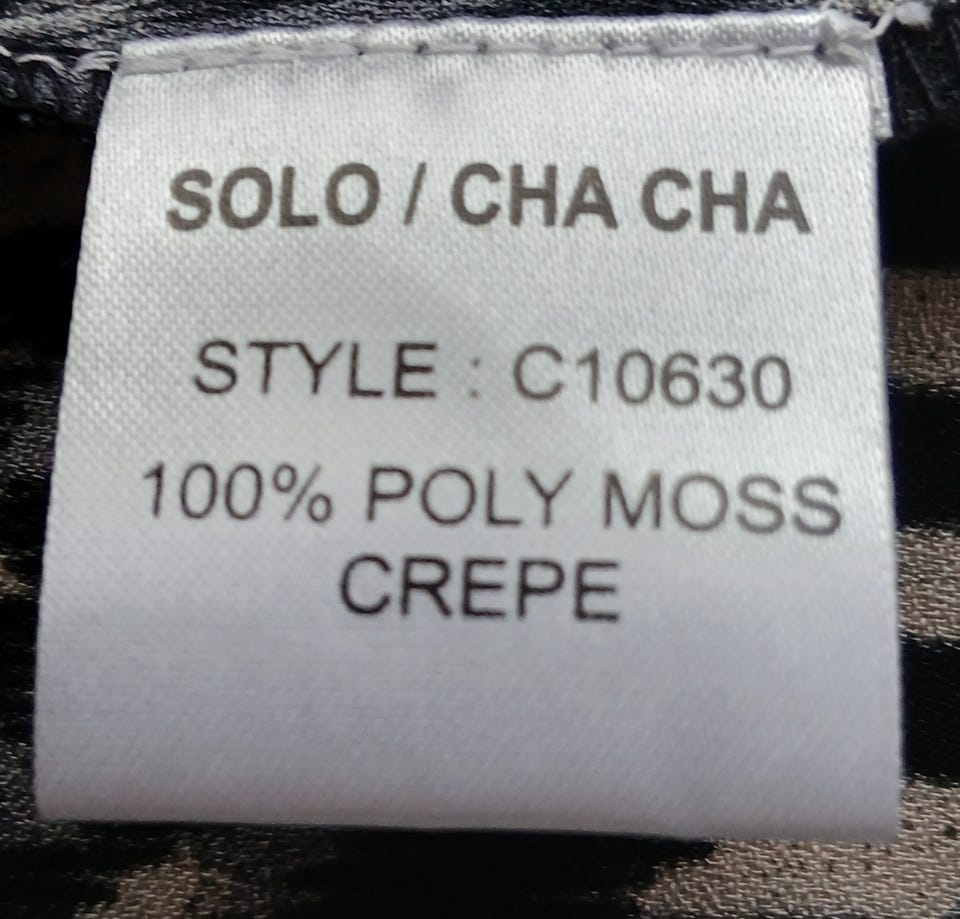 SOLO / CHA CHA
STYLE : C10630
100% POLY MOSS
CREPE